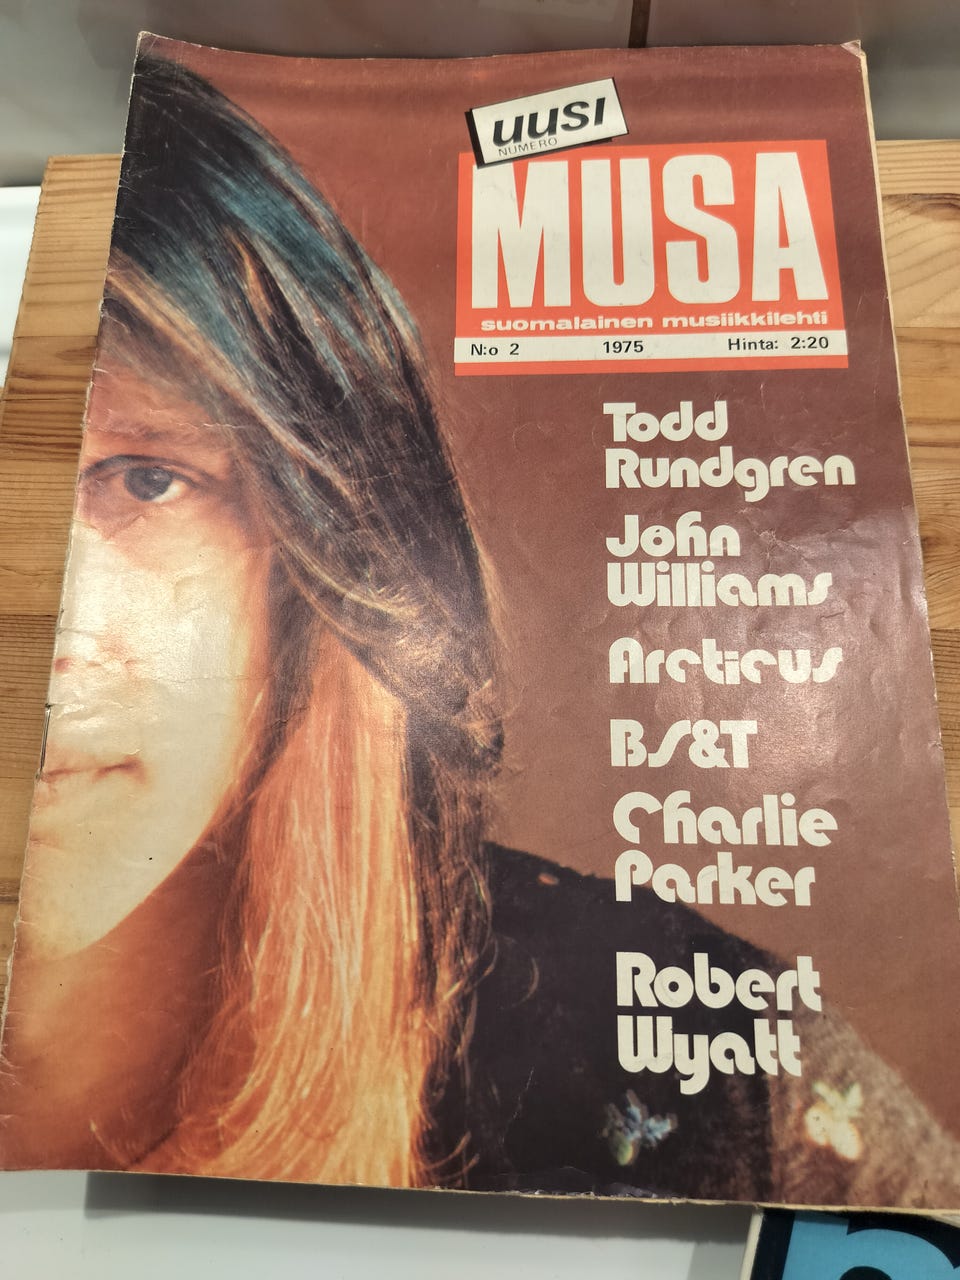 uusi
NUMERO
MUSA
suomalainen musiikkilehti
N:o 2 1975 Hinta: 2:20
Todd
Rundgren
John
Williams
Arcticus
BS&T
Charlie
Parker
Robert
Wyatt